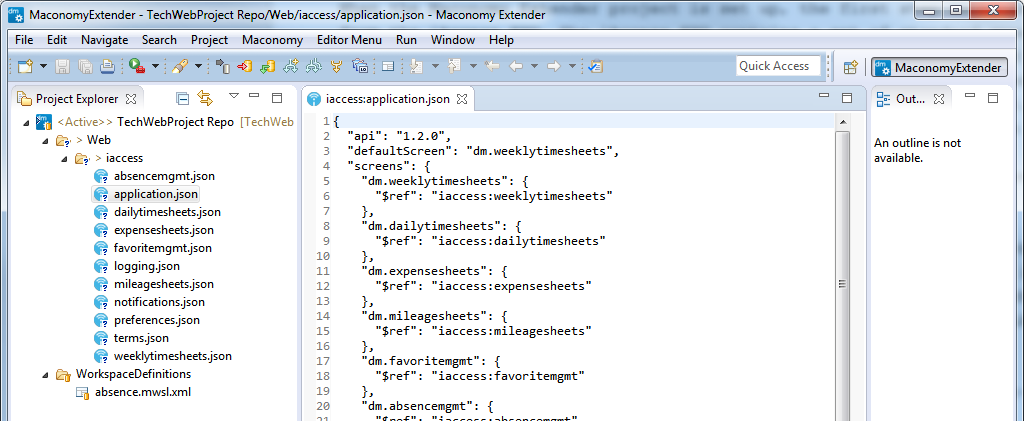 MaconomyExtender - TechWebProject Repo/Web/iaccess/application.json - Maconomy Extender
File Edit Navigate Search Project Maconomy Editor Menu Run Window Help
Quick Access
MaconomyExtender
Project Explorer
<Active>> TechWebProject Repo [TechWeb
> Web
> iaccess
absencemgmt.json
application.json
dailytimesheets.json
expensesheets.json
favoritemgmt.json
logging.json
mileagesheets.json
notifications.json
preferences.json
terms.json
weeklytimesheets.json
WorkspaceDefinitions
absence.mwsl.xml
iaccess:application.json
1 {
2 "api": "1.2.0",
3 "defaultScreen": "dm.weeklytimesheets",
4 "screens": {
5 "dm.weeklytimesheets": {
6 "$ref": "iaccess:weeklytimesheets"
7 },
8 "dm.dailytimesheets": {
9 "$ref": "iaccess:dailytimesheets"
10 },
11 "dm.expensesheets": {
12 "$ref": "iaccess:expensesheets"
13 },
14 "dm.mileagesheets": {
15 "$ref": "iaccess:mileagesheets"
16 },
17 "dm.favoritemgmt": {
18 "$ref": "iaccess:favoritemgmt"
19 },
20 "dm.absencemgmt": {
21 "$ref": "iaccess:absencemgmt"
Out...
An outline is not
available.